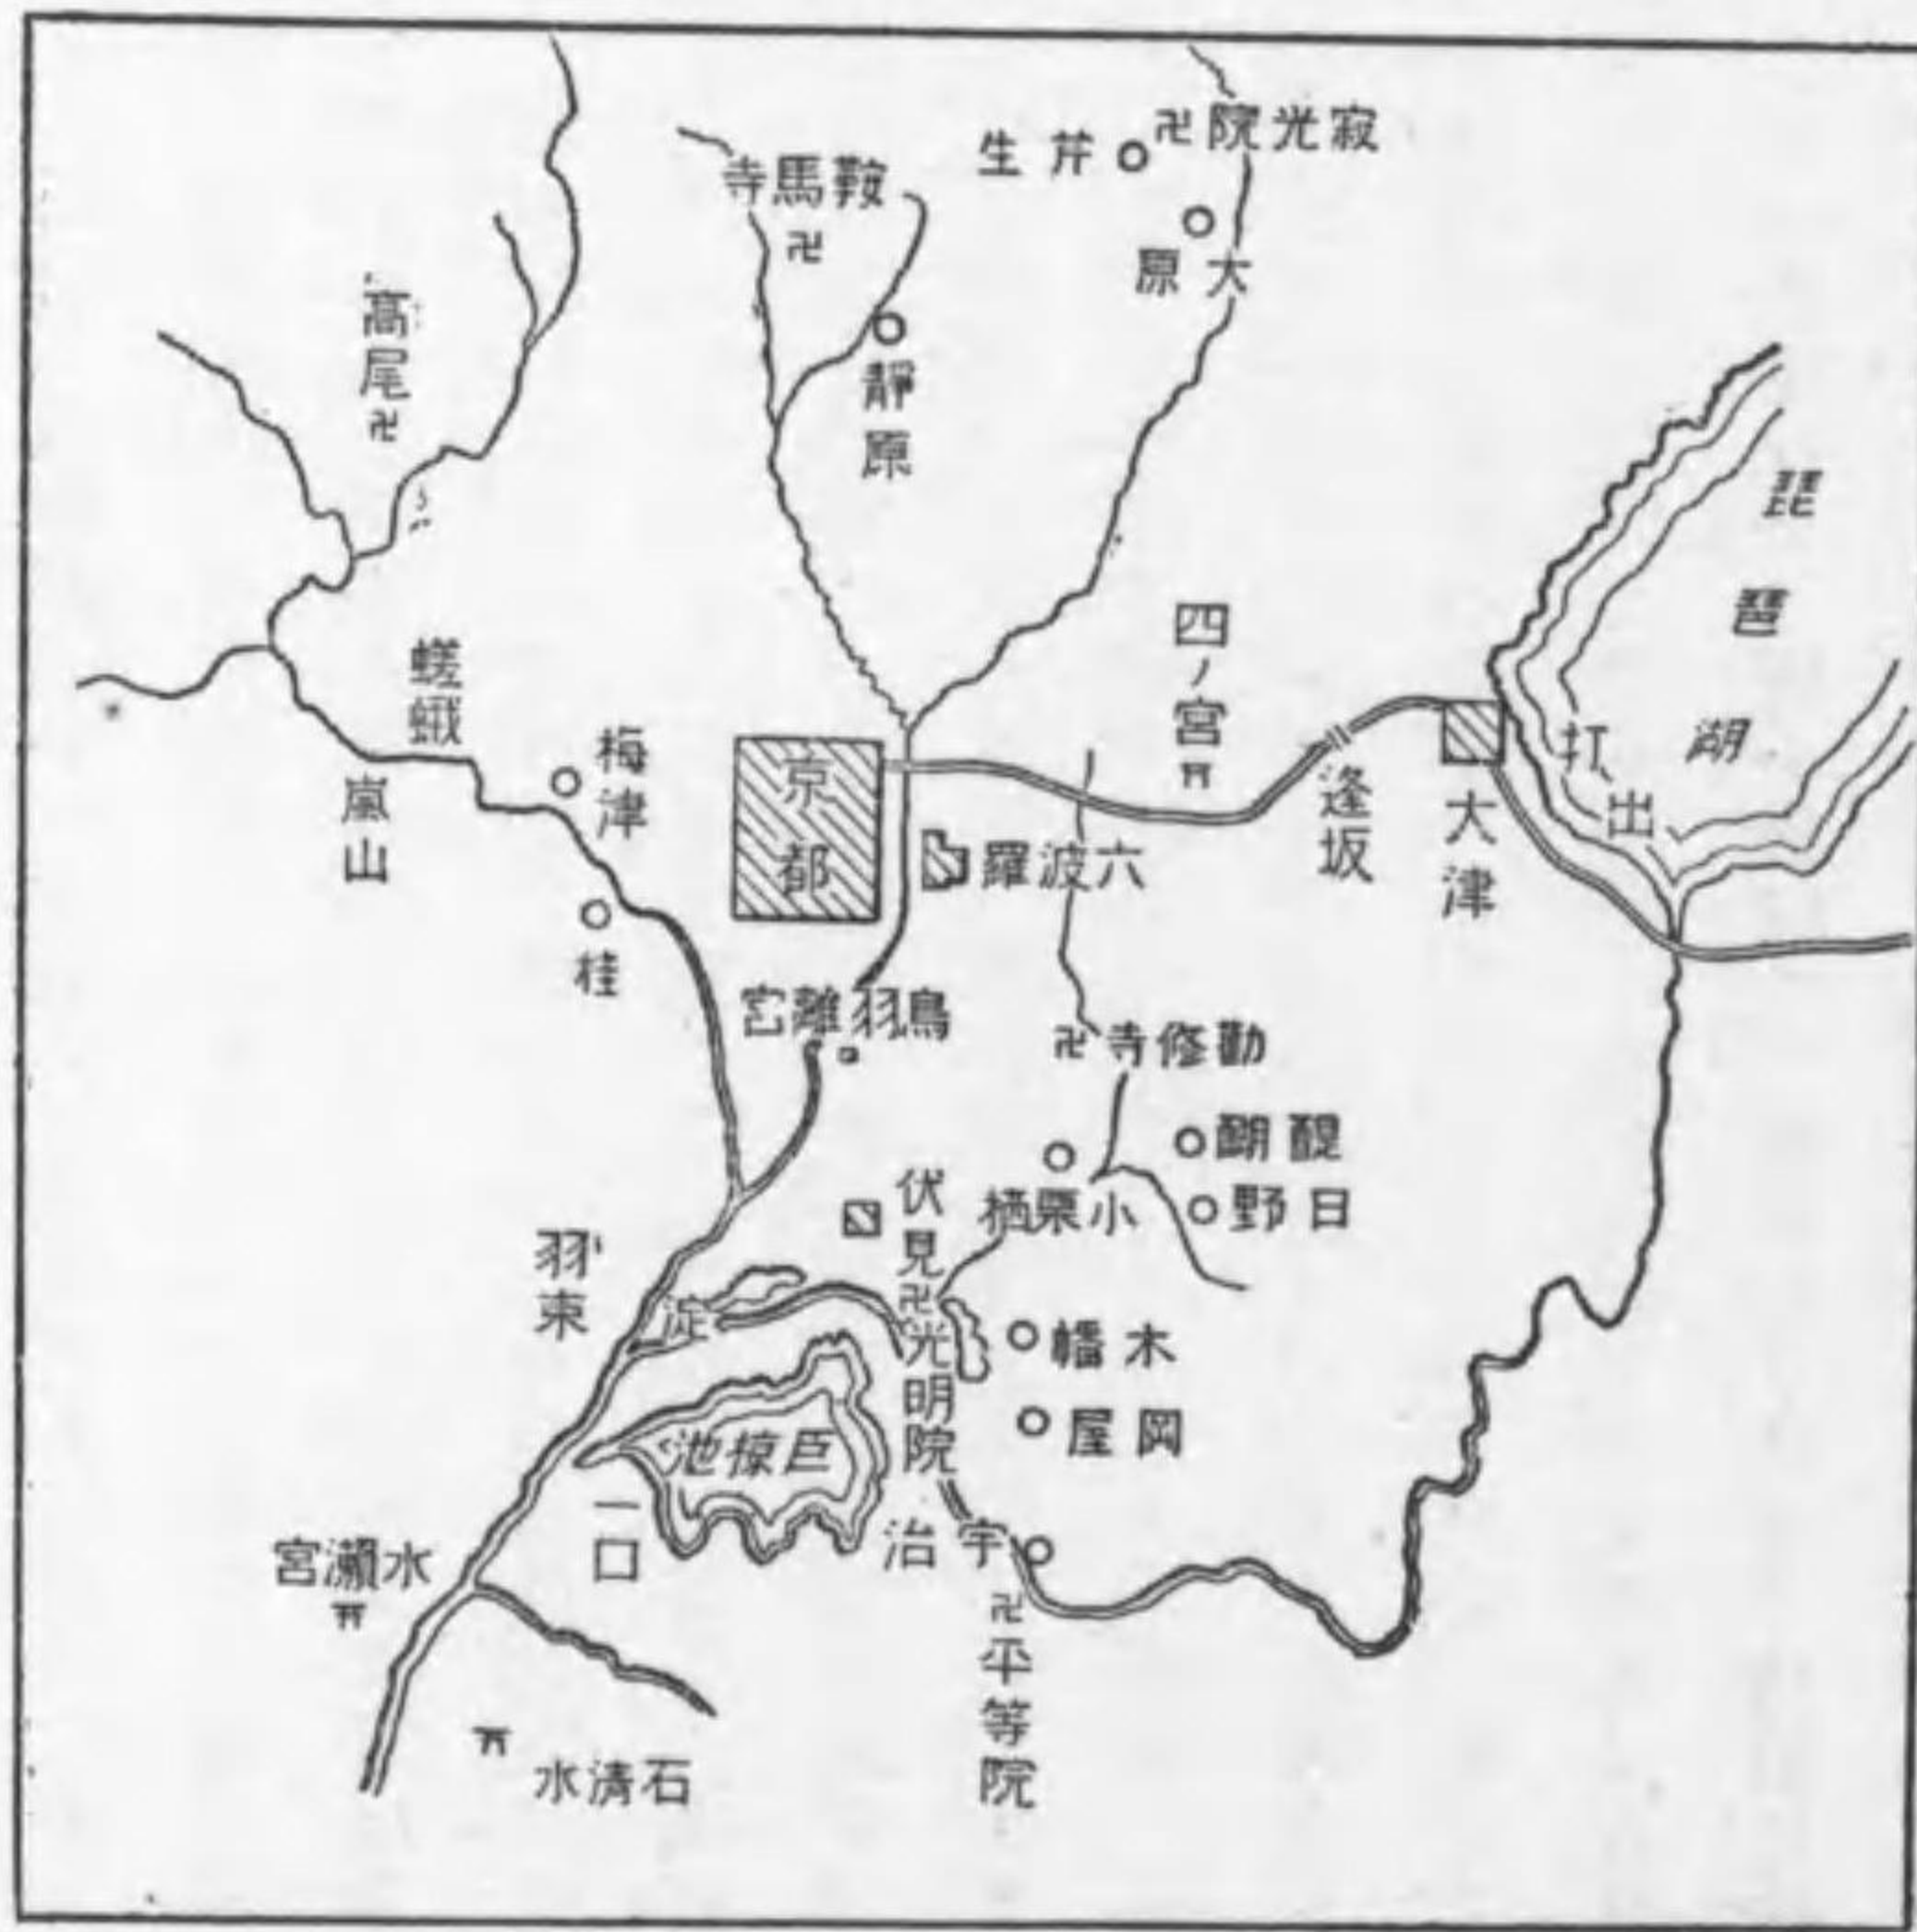 寂光院
芹生
鞍馬寺
大原
高尾
靜原
琵琶湖
四ノ宮
嵯峨
梅津
嵐山
京都
六波羅
逢坂
大津
打出
桂
鳥羽離宮
勸修寺
醍醐
日野
小栗栖
伏見
羽束
淀
光明院
木幡
岡屋
巨椋池
一口
宇治
水瀨宮
平等院
石淸水